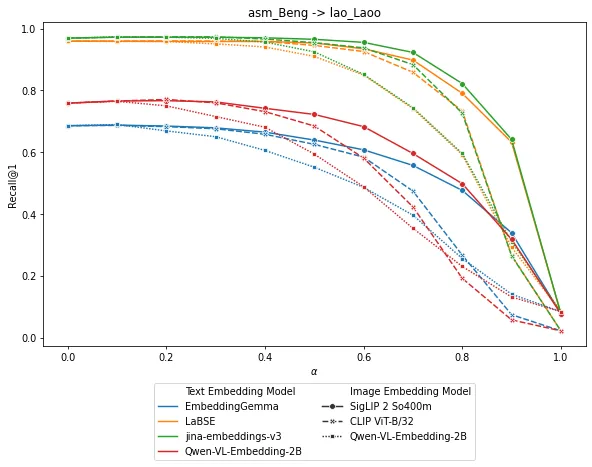 asm_Beng -> lao_Laoo
1.0
0.8
0.6
0.4
0.2
0.0
Recall@1
0.0 0.2 0.4 0.6 0.8 1.0
α
Text Embedding Model Image Embedding Model
EmbeddingGemma SigLIP 2 So400m
LaBSE CLIP ViT-B/32
jina-embeddings-v3 Qwen-VL-Embedding-2B
Qwen-VL-Embedding-2B